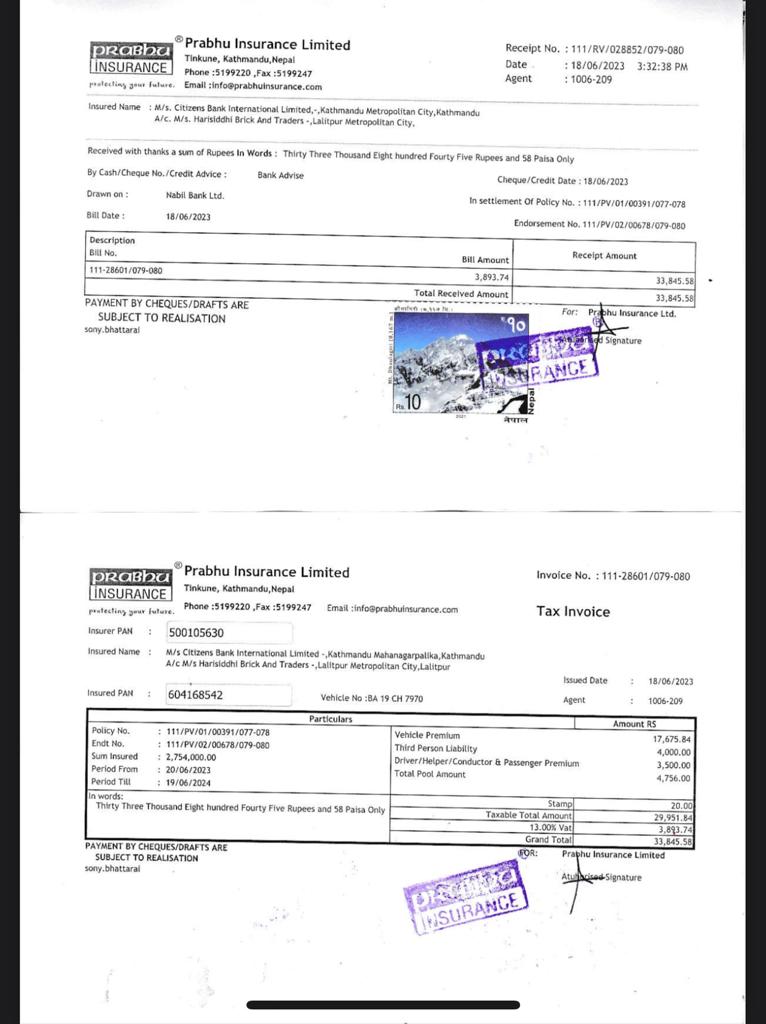 PRABHU
INSURANCE
protecting your future.
® Prabhu Insurance Limited
Tinkune, Kathmandu,Nepal
Phone :5199220 ,Fax :5199247
Email :info@prabhuinsurance.com
Receipt No. : 111/RV/028852/079-080
Date : 18/06/2023 3:32:38 PM
Agent : 1006-209
Insured Name : M/s. Citizens Bank International Limited,-,Kathmandu Metropolitan City,Kathmandu
A/c. M/s. Harisiddhi Brick And Traders -,Lalitpur Metropolitan City,
Received with thanks a sum of Rupees In Words : Thirty Three Thousand Eight hundred Fourty Five Rupees and 58 Paisa Only
By Cash/Cheque No./Credit Advice : Bank Advise
Cheque/Credit Date : 18/06/2023
Drawn on : Nabil Bank Ltd.
In settlement Of Policy No. : 111/PV/01/00391/077-078
Bill Date : 18/06/2023
Endorsement No. 111/PV/02/00678/079-080
Description
Bill No. Bill Amount Receipt Amount
111-28601/079-080 3,893.74 33,845.58
Total Received Amount 33,845.58
PAYMENT BY CHEQUES/DRAFTS ARE
SUBJECT TO REALISATION
sony.bhattarai
For: Prabhu Insurance Ltd.
Signature
१०
Rs. 10
Nepal
2021
नेपाल
PRABHU
INSURANCE
PRABHU
INSURANCE
protecting your future.
® Prabhu Insurance Limited
Tinkune, Kathmandu,Nepal
Phone :5199220 ,Fax :5199247 Email :info@prabhuinsurance.com
Invoice No. : 111-28601/079-080
Tax Invoice
Insurer PAN : 500105630
Insured Name : M/s Citizens Bank International Limited -,Kathmandu Mahanagarpalika,Kathmandu
A/c M/s Harisiddhi Brick And Traders -,Lalitpur Metropolitan City,Lalitpur
Issued Date : 18/06/2023
Insured PAN : 604168542
Vehicle No :BA 19 CH 7970
Agent : 1006-209
Particulars Amount RS
Policy No. : 111/PV/01/00391/077-078
Endt No. : 111/PV/02/00678/079-080
Sum Insured : 2,754,000.00
Period From : 20/06/2023
Period Till : 19/06/2024
Vehicle Premium 17,675.84
Third Person Liability 4,000.00
Driver/Helper/Conductor & Passenger Premium 3,500.00
Total Pool Amount 4,756.00
In words:
Thirty Three Thousand Eight hundred Fourty Five Rupees and 58 Paisa Only
Stamp 20.00
Taxable Total Amount 29,951.84
13.00% Vat 3,893.74
Grand Total 33,845.58
PAYMENT BY CHEQUES/DRAFTS ARE
SUBJECT TO REALISATION
sony.bhattarai
FOR: Prabhu Insurance Limited
Atuhorised Signature
PRABHU
INSURANCE